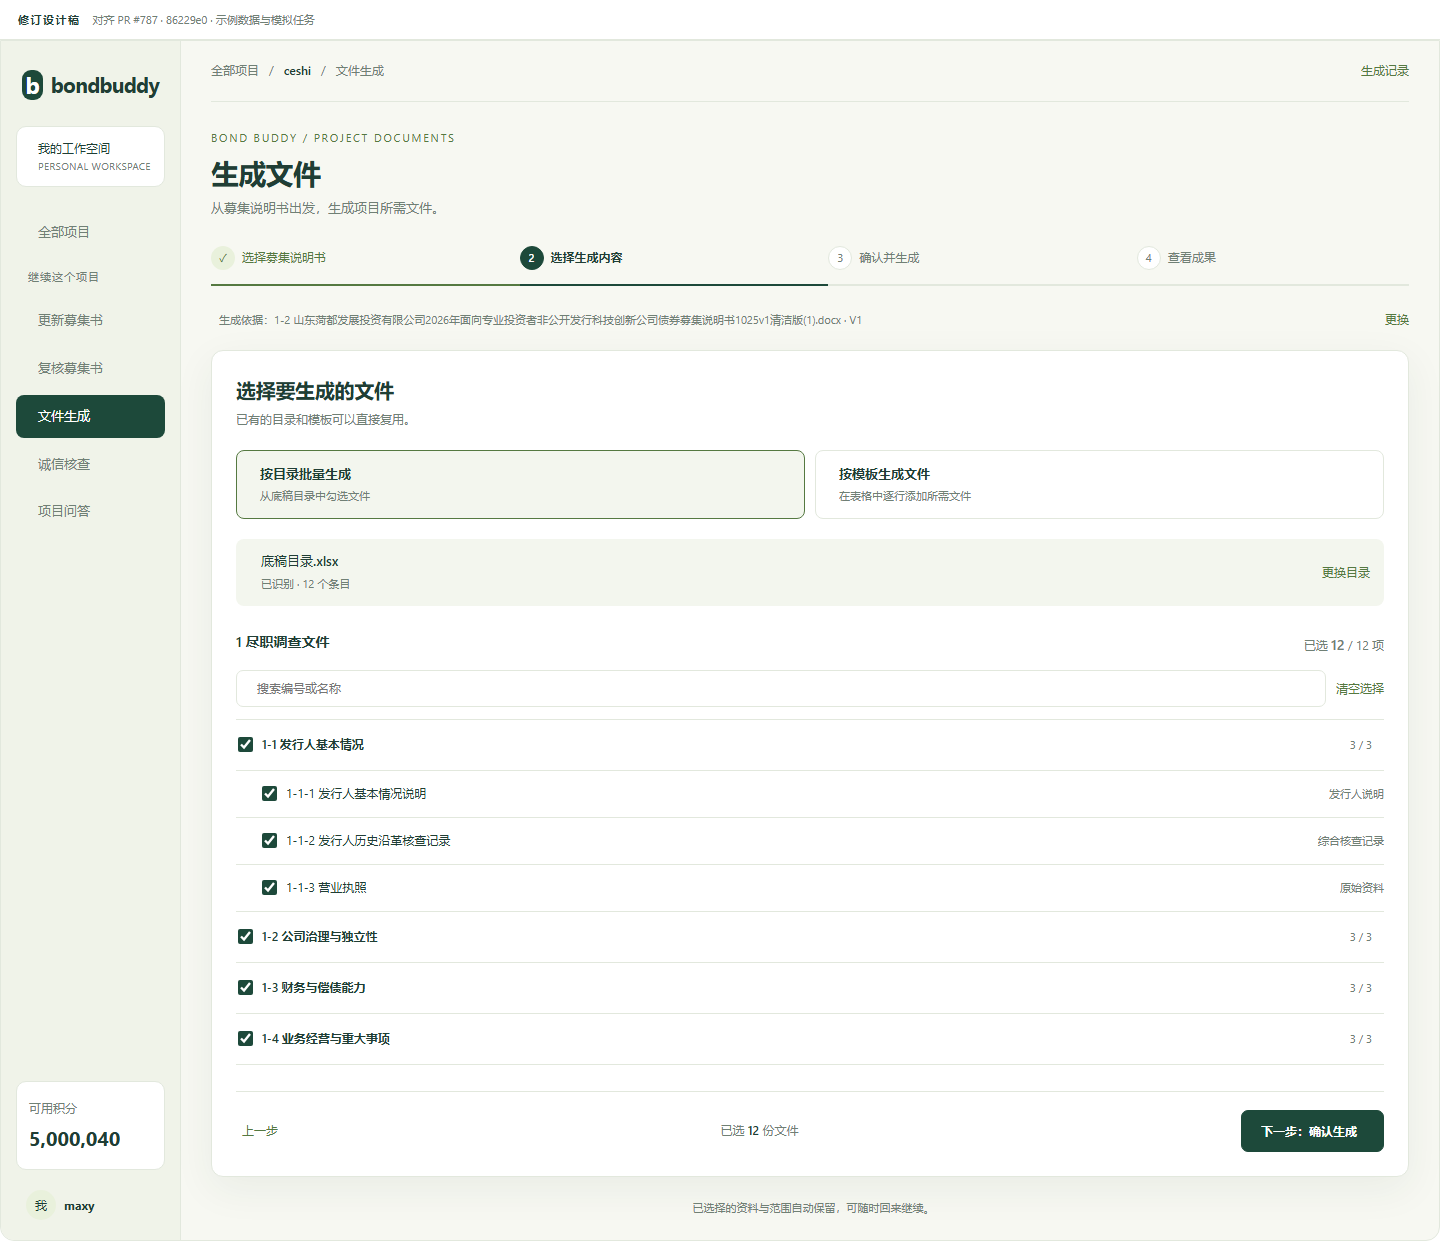 修订设计稿 对齐 PR #787 · 86229e0 · 示例数据与模拟任务
bondbuddy
我的工作空间
PERSONAL WORKSPACE
全部项目
继续这个项目
更新募集书
复核募集书
文件生成
诚信核查
项目问答
可用积分
5,000,040
我 maxy
全部项目 / ceshi / 文件生成
生成记录
BOND BUDDY / PROJECT DOCUMENTS
生成文件
从募集说明书出发，生成项目所需文件。
✓ 选择募集说明书
2 选择生成内容
3 确认并生成
4 查看成果
生成依据：1-2 山东菏都发展投资有限公司2026年面向专业投资者非公开发行科技创新公司债券募集说明书1025v1清洁版(1).docx · V1
更换
选择要生成的文件
已有的目录和模板可以直接复用。
按目录批量生成
从底稿目录中勾选文件
按模板生成文件
在表格中逐行添加所需文件
底稿目录.xlsx
已识别 · 12 个条目
更换目录
1 尽职调查文件
已选 12 / 12 项
搜索编号或名称
清空选择
1-1 发行人基本情况 3 / 3
1-1-1 发行人基本情况说明 发行人说明
1-1-2 发行人历史沿革核查记录 综合核查记录
1-1-3 营业执照 原始资料
1-2 公司治理与独立性 3 / 3
1-3 财务与偿债能力 3 / 3
1-4 业务经营与重大事项 3 / 3
上一步
已选 12 份文件
下一步：确认生成
已选择的资料与范围自动保留，可随时回来继续。